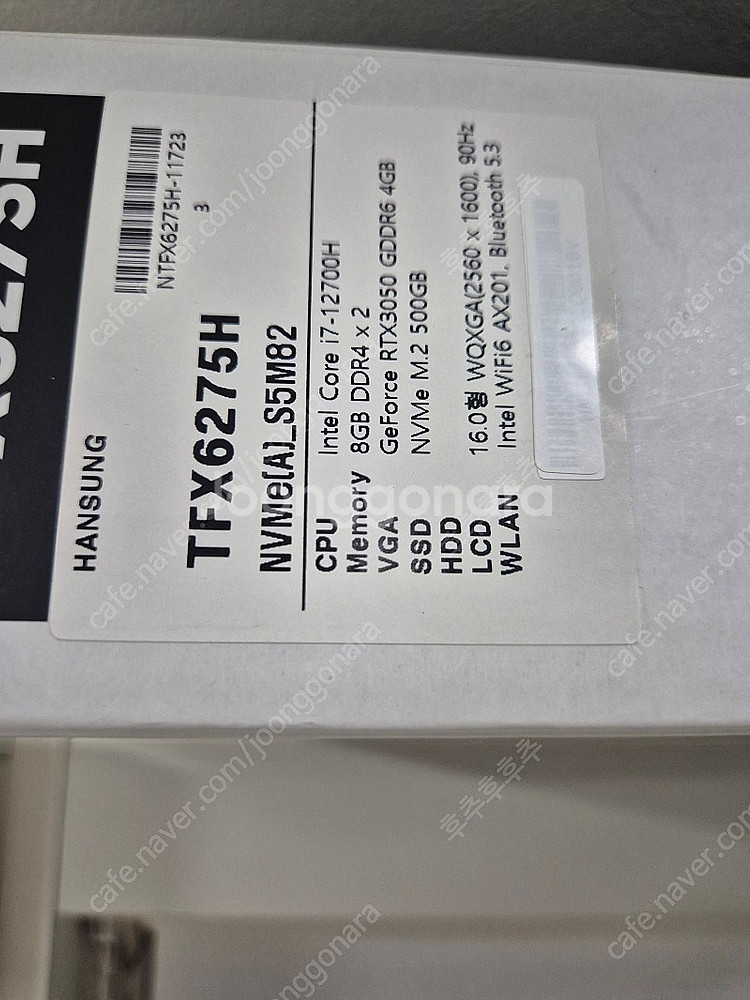 X6275H
HANSUNG
NTFX6275H-11723
3
TFX6275H
NVMe(A)_S5M82
CPU Intel Core i7-12700H
Memory 8GB DDR4 x 2
VGA GeForce RTX3050 GDDR6 4GB
SSD NVMe M.2 500GB
HDD
LCD 16.0형 WQXGA(2560 x 1600), 90Hz
WLAN Intel WiFi6 AX201, Bluetooth 5.3
joonggonara
cafe.naver.com/joonggonara
후추후후추